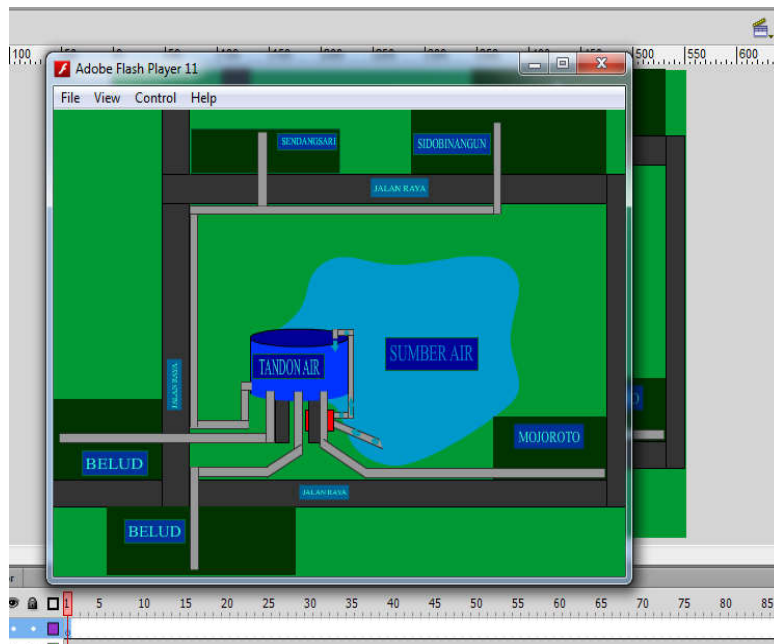 100 50 0 50 100 150 200 250 300 350 400 450 500 550 600
Adobe Flash Player 11
File View Control Help
SENDANGSARI
SIDOBINANGUN
JALAN RAYA
SUMBER AIR
TANDON AIR
JALAN RAYA
MOJOROTO
BELUD
JALAN RAYA
BELUD
1 5 10 15 20 25 30 35 40 45 50 55 60 65 70 75 80 85